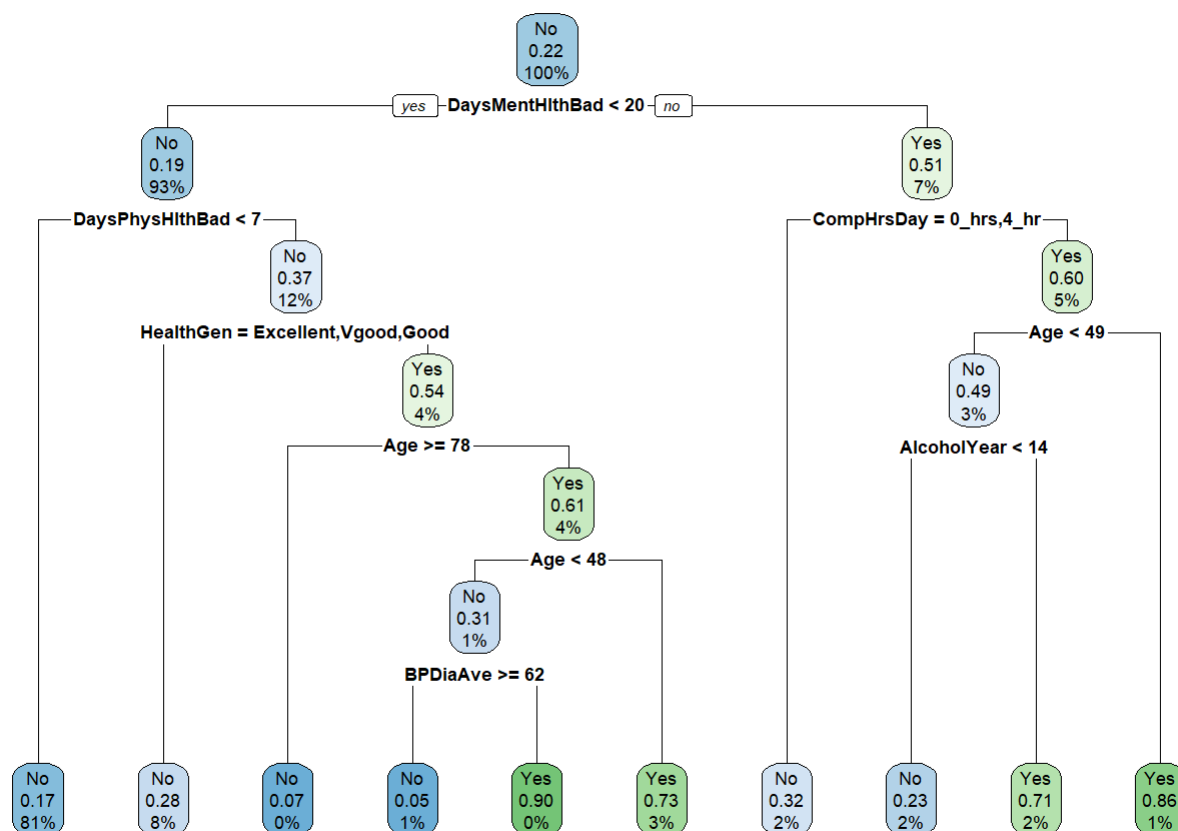 No
0.22
100%
yes DaysMentHlthBad < 20 no
No
0.19
93%
Yes
0.51
7%
DaysPhysHlthBad < 7
CompHrsDay = 0_hrs,4_hr
No
0.37
12%
Yes
0.60
5%
HealthGen = Excellent,Vgood,Good
Age < 49
Yes
0.54
4%
No
0.49
3%
Age >= 78
AlcoholYear < 14
Yes
0.61
4%
Age < 48
No
0.31
1%
BPDiaAve >= 62
No
0.17
81%
No
0.28
8%
No
0.07
0%
No
0.05
1%
Yes
0.90
0%
Yes
0.73
3%
No
0.32
2%
No
0.23
2%
Yes
0.71
2%
Yes
0.86
1%